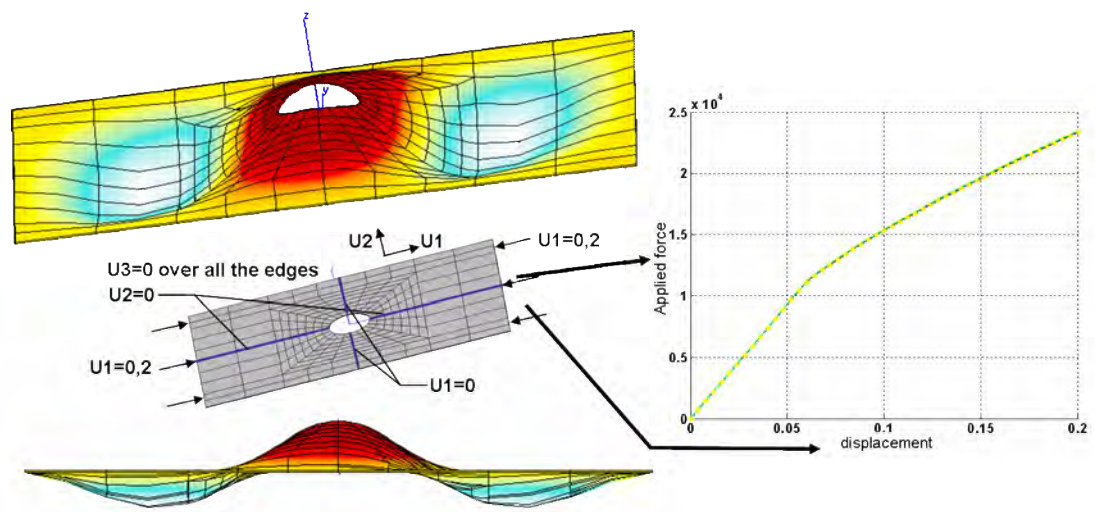 z
y
U2
U1
U1=0,2
U3=0 over all the edges
U2=0
U1=0,2
U1=0
x 10^4
2.5
2
1.5
1
0.5
0
0
0.05
0.1
0.15
0.2
Applied force
displacement